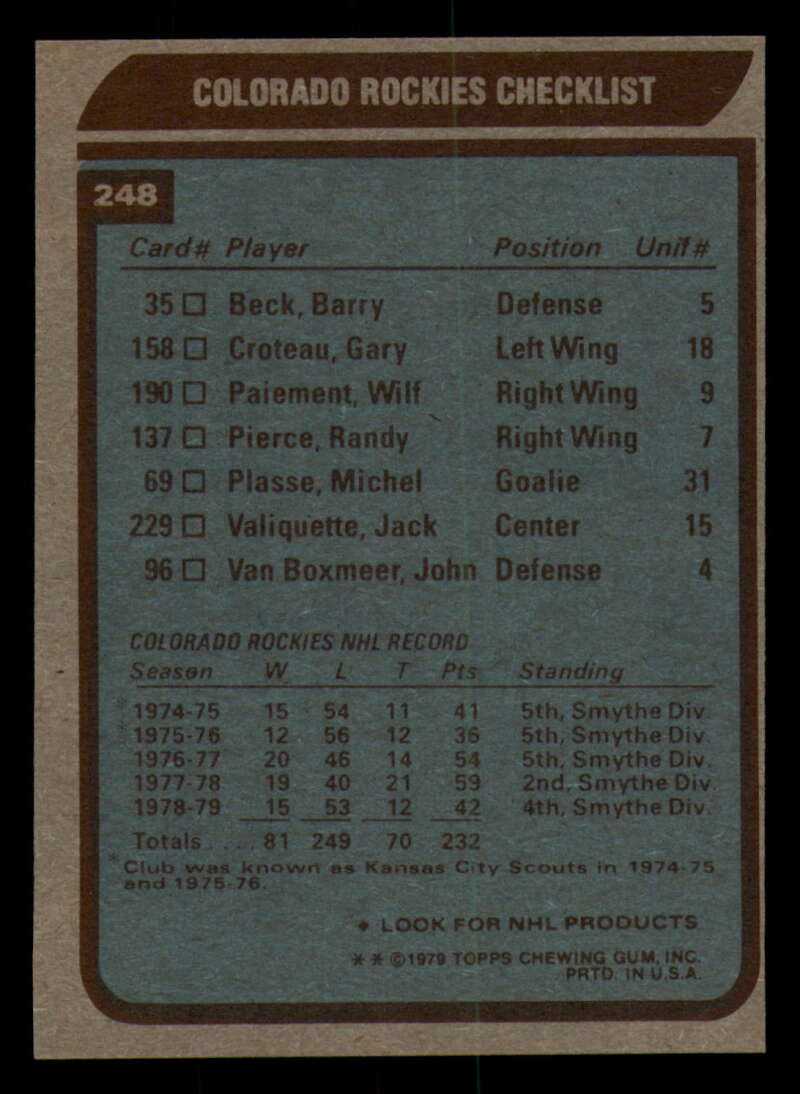 COLORADO ROCKIES CHECKLIST
248
Card# Player Position Unif#
35 □ Beck, Barry Defense 5
158 □ Croteau, Gary Left Wing 18
190 □ Paiement, Wilf Right Wing 9
137 □ Pierce, Randy Right Wing 7
69 □ Plasse, Michel Goalie 31
229 □ Valiquette, Jack Center 15
96 □ Van Boxmeer, John Defense 4
COLORADO ROCKIES NHL RECORD
Season W L T Pts Standing
*1974-75 15 54 11 41 5th, Smythe Div.
*1975-76 12 56 12 36 5th, Smythe Div.
1976-77 20 46 14 54 5th, Smythe Div.
1977-78 19 40 21 59 2nd, Smythe Div.
1978-79 15 53 12 42 4th, Smythe Div.
Totals.... 81 249 70 232
*Club was known as Kansas City Scouts in 1974-75
and 1975-76.
♦ LOOK FOR NHL PRODUCTS
* * ©1979 TOPPS CHEWING GUM, INC.
PRTD. IN U.S.A.